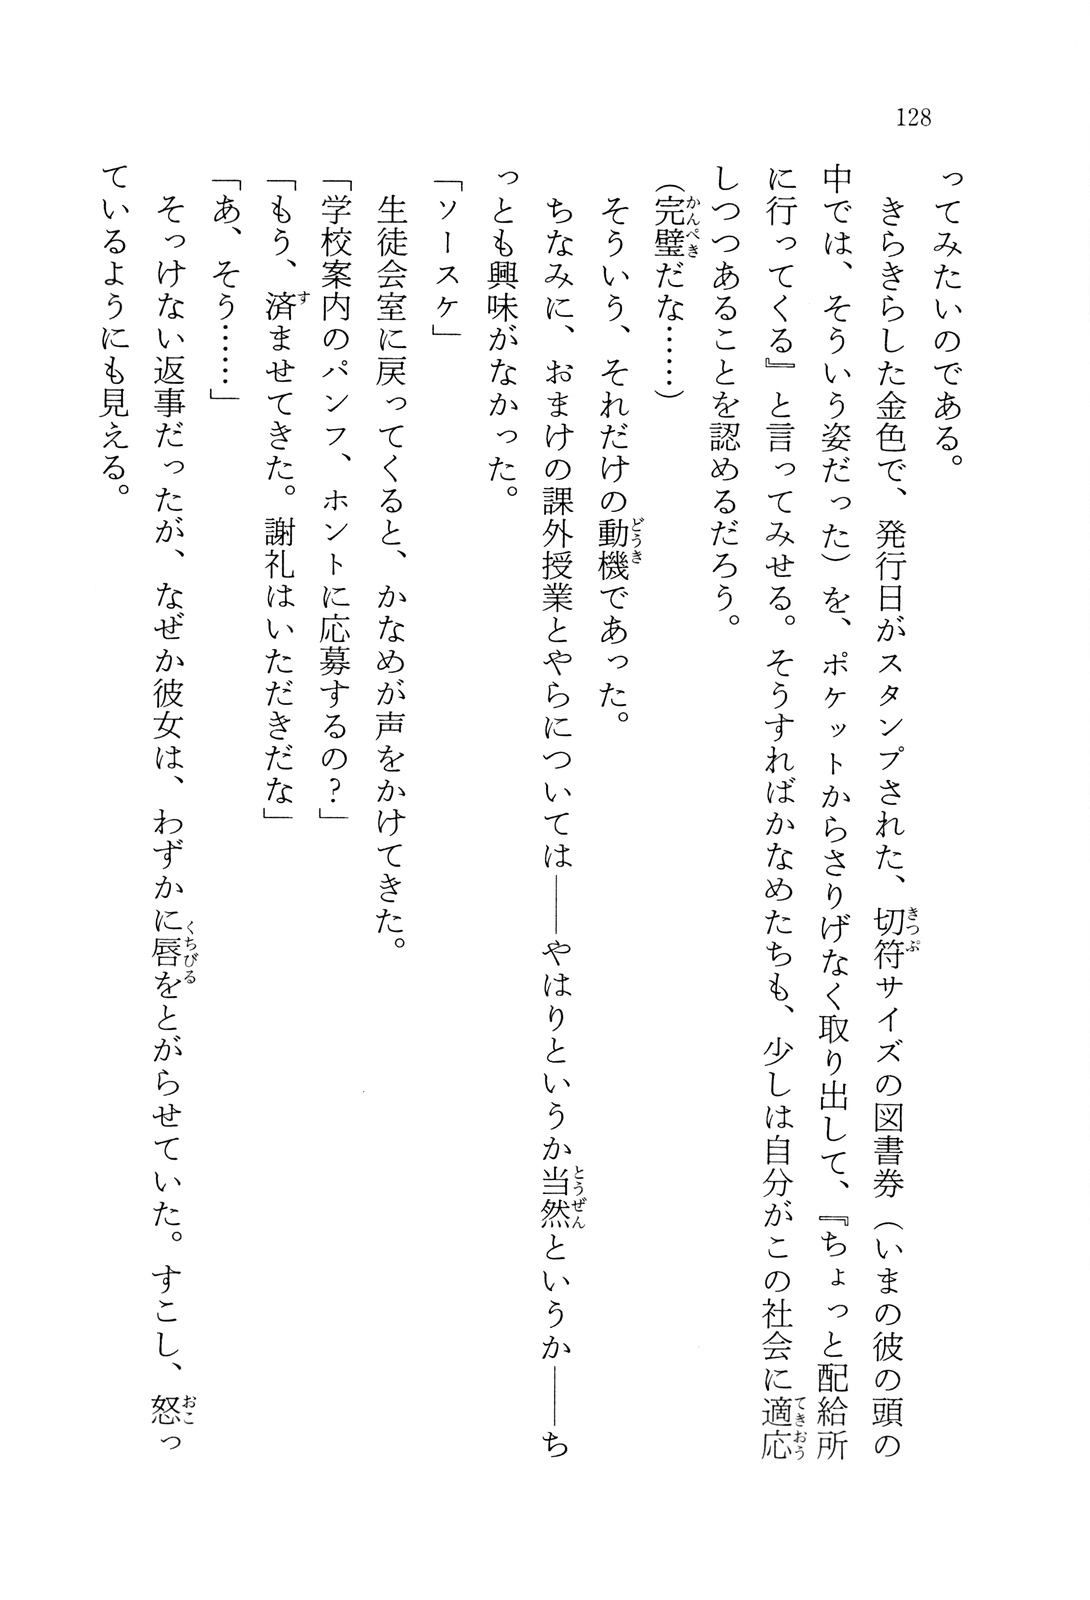 128
ってみたいのである。
きらきらした金色で、発行日がスタンプされた、切符サイズの図書券（いまの彼の頭の
中では、そういう姿だった）を、ポケットからさりげなく取り出して、『ちょっと配給所
に行ってくる』と言ってみせる。そうすればかなめたちも、少しは自分がこの社会に適応
しつつあることを認めるだろう。
（完璧だな……）
そういう、それだけの動機であった。
ちなみに、おまけの課外授業とやらについては――やはりというか当然というか――ち
っとも興味がなかった。
「ソースケ」
生徒会室に戻ってくると、かなめが声をかけてきた。
「学校案内のパンフ、ホントに応募するの？」
「もう、済ませてきた。謝礼はいただきだな」
「あ、そう……」
そっけない返事だったが、なぜか彼女は、わずかに唇をとがらせていた。すこし、怒っ
ているようにも見える。